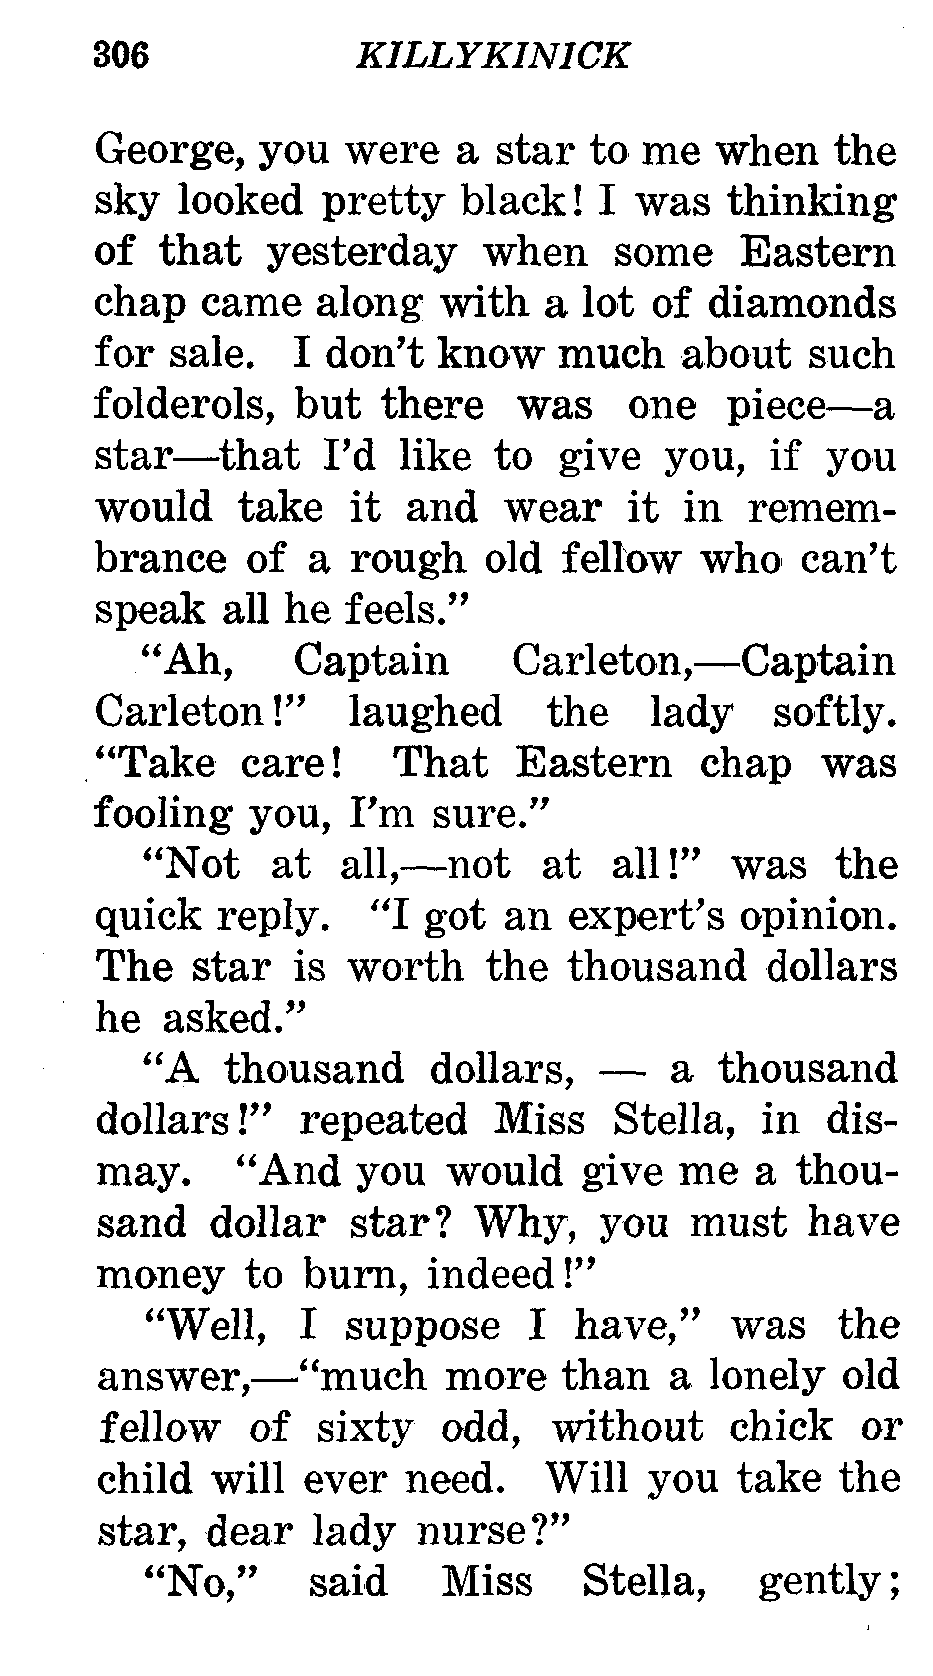 306 KILLYKINICK
George, you were a star to me when the
sky looked pretty black! I was thinking
of that yesterday when some Eastern
chap came along with a lot of diamonds
for sale. I don't know much about such
folderols, but there was one piece—a
star—that I'd like to give you, if you
would take it and wear it in remem-
brance of a rough old fellow who can't
speak all he feels."
"Ah, Captain Carleton,—Captain
Carleton!" laughed the lady softly.
"Take care! That Eastern chap was
fooling you, I'm sure."
"Not at all,—not at all!" was the
quick reply. "I got an expert's opinion.
The star is worth the thousand dollars
he asked."
"A thousand dollars, — a thousand
dollars!" repeated Miss Stella, in dis-
may. "And you would give me a thou-
sand dollar star? Why, you must have
money to burn, indeed!"
"Well, I suppose I have," was the
answer,—"much more than a lonely old
fellow of sixty odd, without chick or
child will ever need. Will you take the
star, dear lady nurse?"
"No," said Miss Stella, gently;